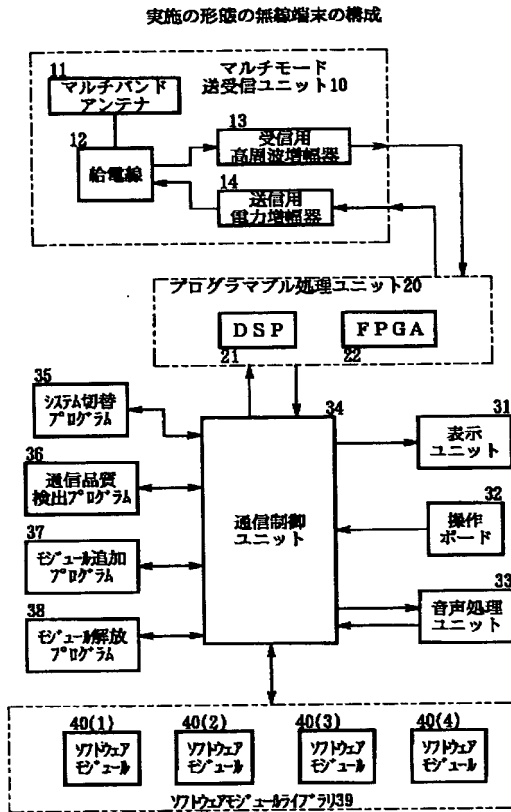 実施の形態の無線端末の構成
マルチモード
送受信ユニット10
11
マルチバンド
アンテナ
12
給電線
13
受信用
高周波増幅器
14
送信用
電力増幅器
プログラマブル処理ユニット20
DSP
21
FPGA
22
35
システム切替
プログラム
36
通信品質
検出プログラム
37
モジュール追加
プログラム
38
モジュール解放
プログラム
34
通信制御
ユニット
31
表示
ユニット
32
操作
ボード
33
音声処理
ユニット
40(1)
ソフトウェア
モジュール
40(2)
ソフトウェア
モジュール
40(3)
ソフトウェア
モジュール
40(4)
ソフトウェア
モジュール
ソフトウェアモジュールライブラリ39